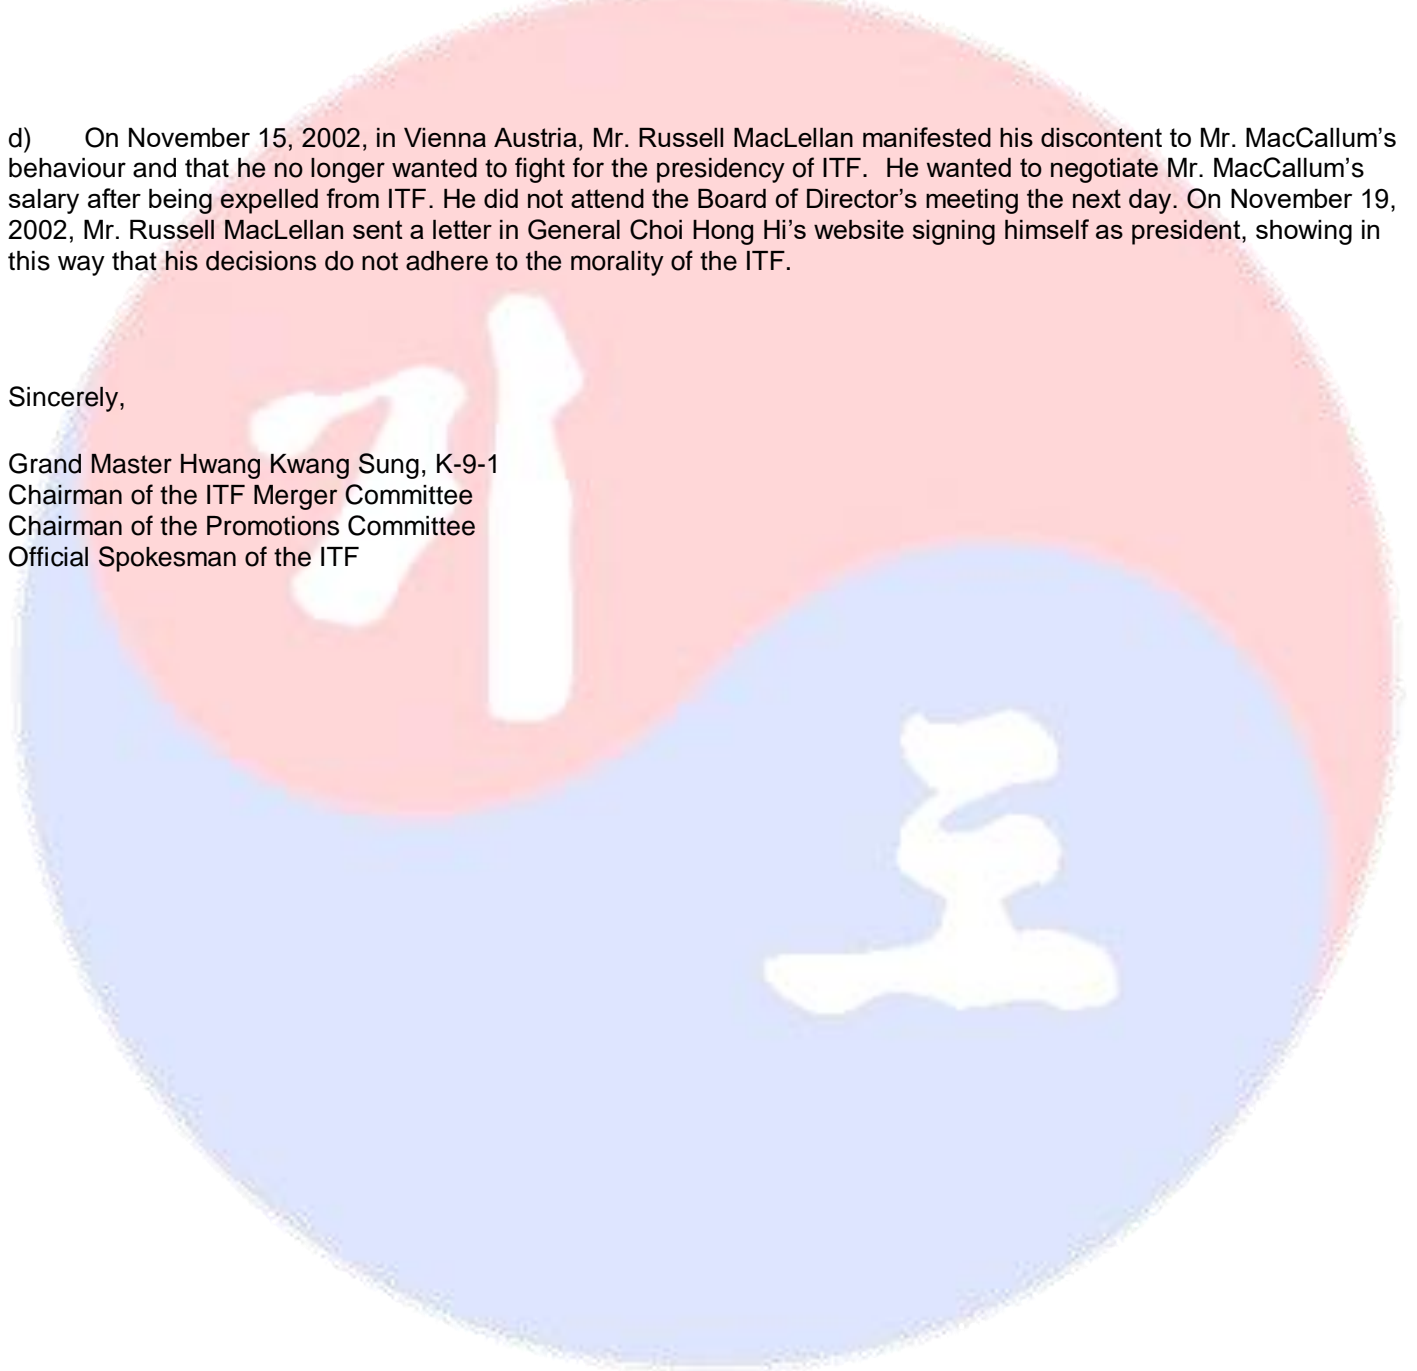 d) On November 15, 2002, in Vienna Austria, Mr. Russell MacLellan manifested his discontent to Mr. MacCallum’s
behaviour and that he no longer wanted to fight for the presidency of ITF. He wanted to negotiate Mr. MacCallum’s
salary after being expelled from ITF. He did not attend the Board of Director’s meeting the next day. On November 19,
2002, Mr. Russell MacLellan sent a letter in General Choi Hong Hi’s website signing himself as president, showing in
this way that his decisions do not adhere to the morality of the ITF.
Sincerely,
Grand Master Hwang Kwang Sung, K-9-1
Chairman of the ITF Merger Committee
Chairman of the Promotions Committee
Official Spokesman of the ITF
기
도